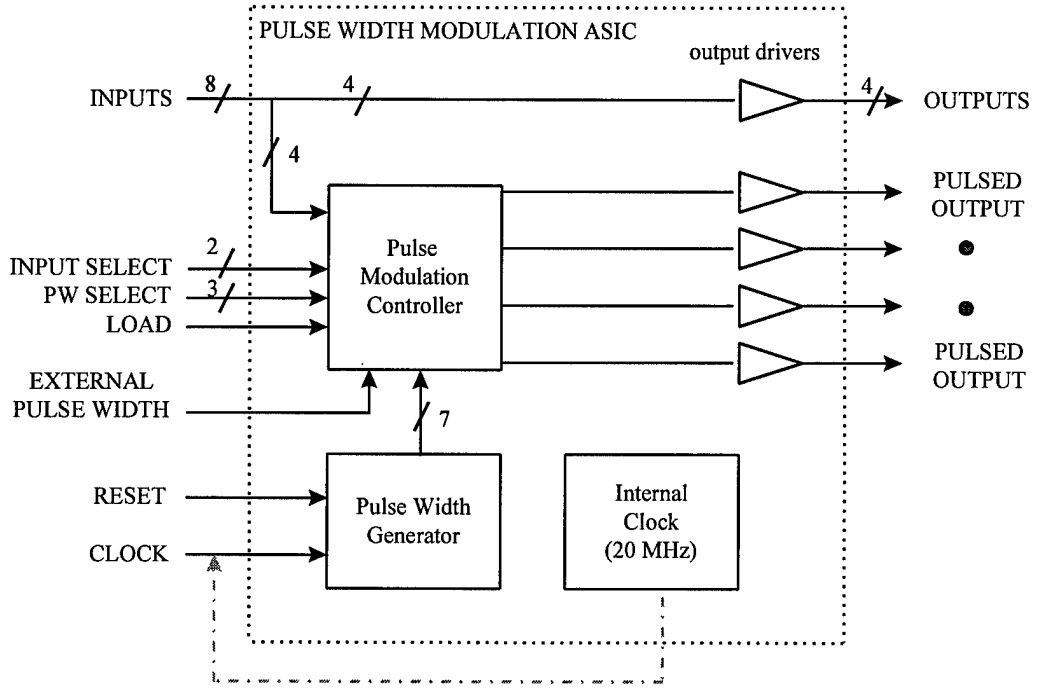 PULSE WIDTH MODULATION ASIC
output drivers
INPUTS
8
4
4
OUTPUTS
4
PULSED
OUTPUT
Pulse
Modulation
Controller
INPUT SELECT
2
PW SELECT
3
LOAD
PULSED
OUTPUT
EXTERNAL
PULSE WIDTH
7
RESET
CLOCK
Pulse Width
Generator
Internal
Clock
(20 MHz)